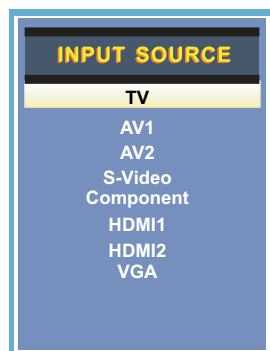 INPUT SOURCE
TV
AV1
AV2
S-Video
Component
HDMI1
HDMI2
VGA